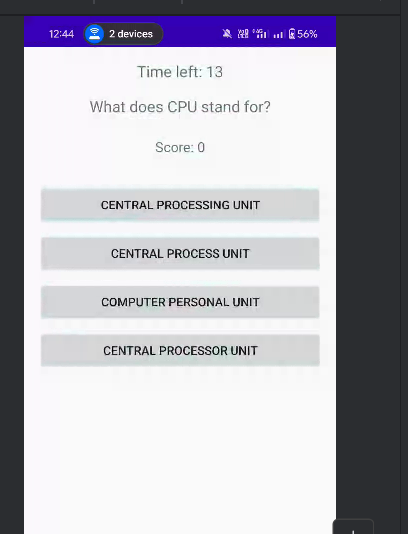 12:44 2 devices 56%
Time left: 13
What does CPU stand for?
Score: 0
CENTRAL PROCESSING UNIT
CENTRAL PROCESS UNIT
COMPUTER PERSONAL UNIT
CENTRAL PROCESSOR UNIT